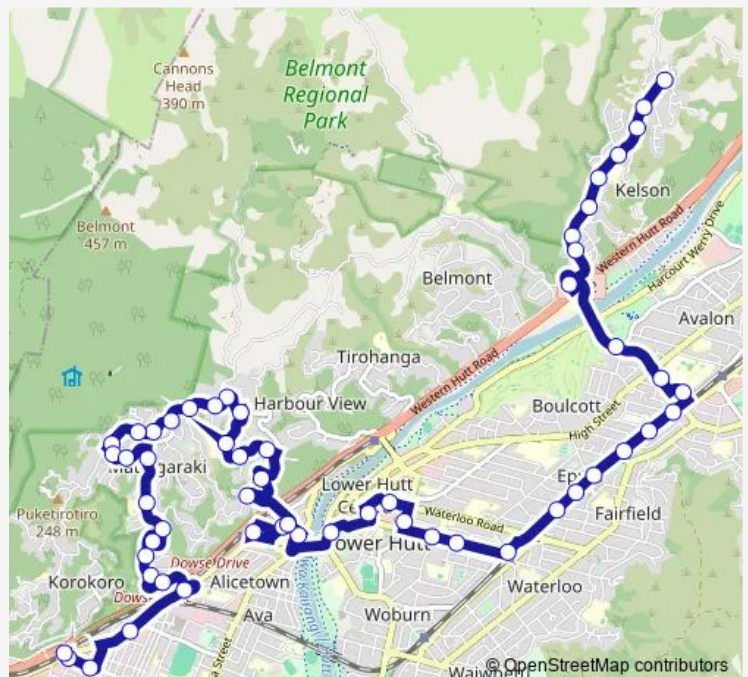 Cannons
Head
390 m
Belmont
Regional
Park
Kelson
Western Hutt Road
Harcourt Werry Drive
Belmont
457 m
Belmont
Avalon
Tirohanga
Western Hutt Road
Harbour View
Boulcott
High Street
Lower Hutt
Waterloo Road
Fairfield
Puketirotiro
248 m
Lower Hutt
Dowse Drive
Korokoro
Alicetown
Waterloo
Ava
Woburn
© OpenStreetMap contributors